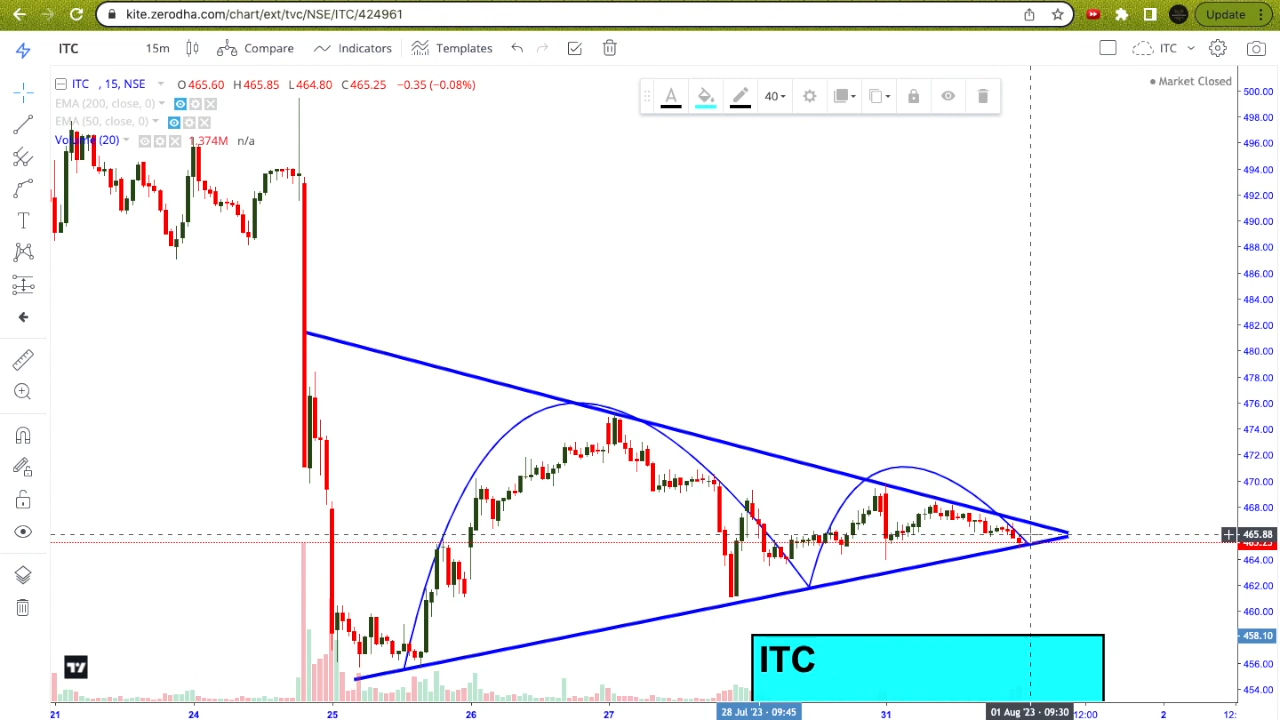 kite.zerodha.com/chart/ext/tvc/NSE/ITC/424961
Update
ITC 15m Compare Indicators Templates ITC
ITC , 15, NSE O465.60 H465.85 L464.80 C465.25 −0.35 (−0.08%)
EMA (200, close, 0)
EMA (50, close, 0)
Volume (20) 1.374M n/a
A 40
Market Closed
T
500.00
498.00
496.00
494.00
492.00
490.00
488.00
486.00
484.00
482.00
480.00
478.00
476.00
474.00
472.00
470.00
468.00
465.88
464.00
462.00
460.00
458.10
456.00
454.00
ITC
21 24 25 26 27 28 Jul '23 · 09:45 31 01 Aug '23 · 09:30 12:00 2 12: